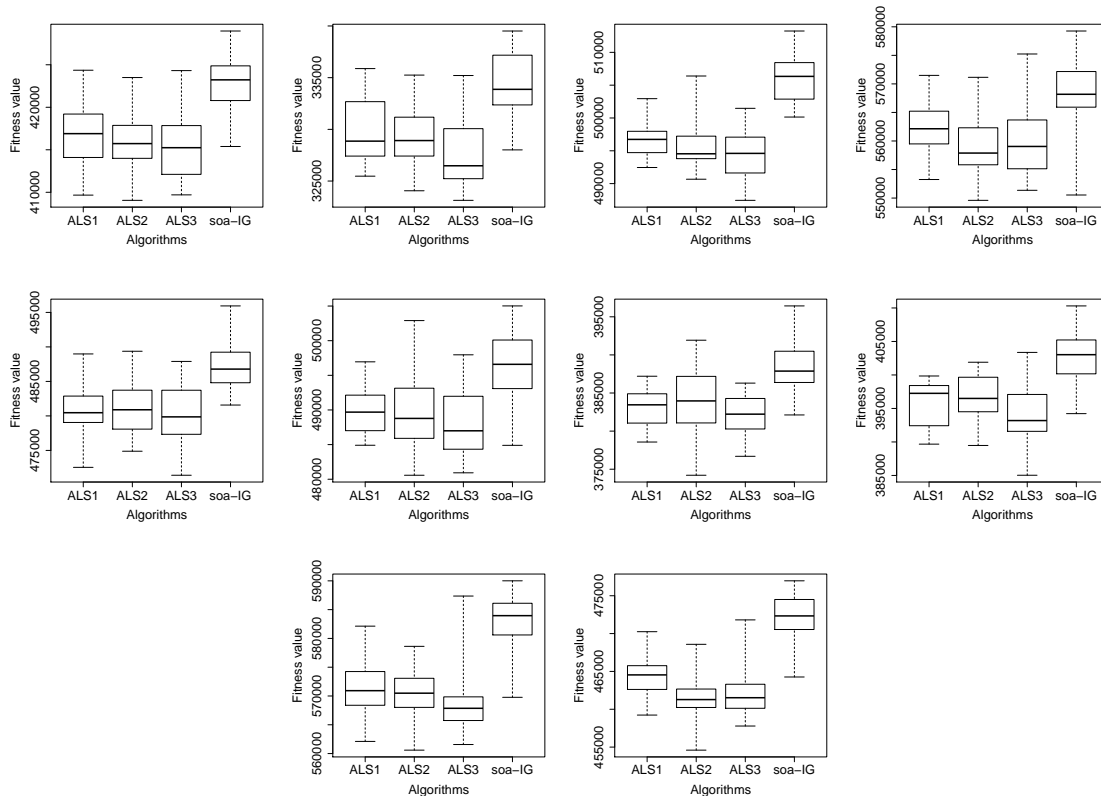 Fitness value
410000
420000
ALS1 ALS2 ALS3 soa−IG
Algorithms
Fitness value
325000
335000
ALS1 ALS2 ALS3 soa−IG
Algorithms
Fitness value
490000
500000
510000
ALS1 ALS2 ALS3 soa−IG
Algorithms
Fitness value
550000
560000
570000
580000
ALS1 ALS2 ALS3 soa−IG
Algorithms
Fitness value
475000
485000
495000
ALS1 ALS2 ALS3 soa−IG
Algorithms
Fitness value
480000
490000
500000
ALS1 ALS2 ALS3 soa−IG
Algorithms
Fitness value
375000
385000
395000
ALS1 ALS2 ALS3 soa−IG
Algorithms
Fitness value
385000
395000
405000
ALS1 ALS2 ALS3 soa−IG
Algorithms
Fitness value
560000
570000
580000
590000
ALS1 ALS2 ALS3 soa−IG
Algorithms
Fitness value
455000
465000
475000
ALS1 ALS2 ALS3 soa−IG
Algorithms